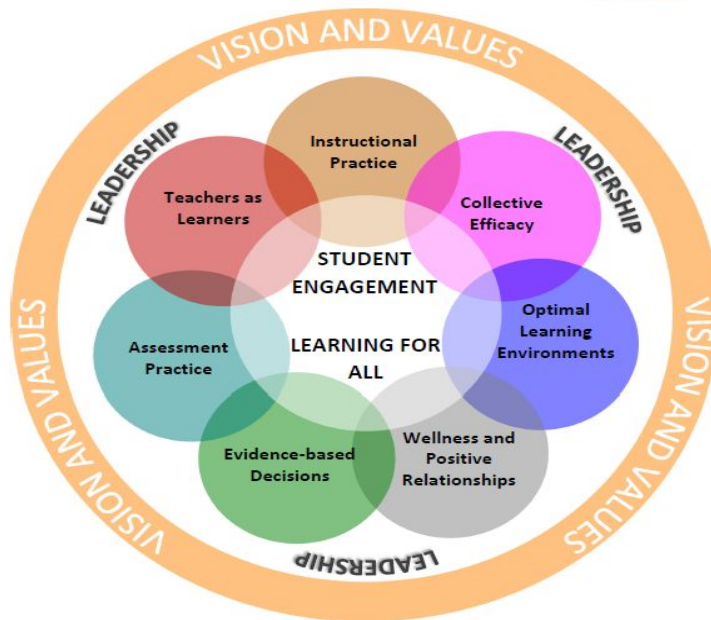 VISION AND VALUES
LEADERSHIP
LEADERSHIP
Instructional
Practice
Teachers as
Learners
Collective
Efficacy
STUDENT
ENGAGEMENT
LEARNING FOR
ALL
Optimal
Learning
Environments
Assessment
Practice
Evidence-based
Decisions
Wellness and
Positive
Relationships
VISION AND VALUES
VISION AND VALUES
LEADERSHIP